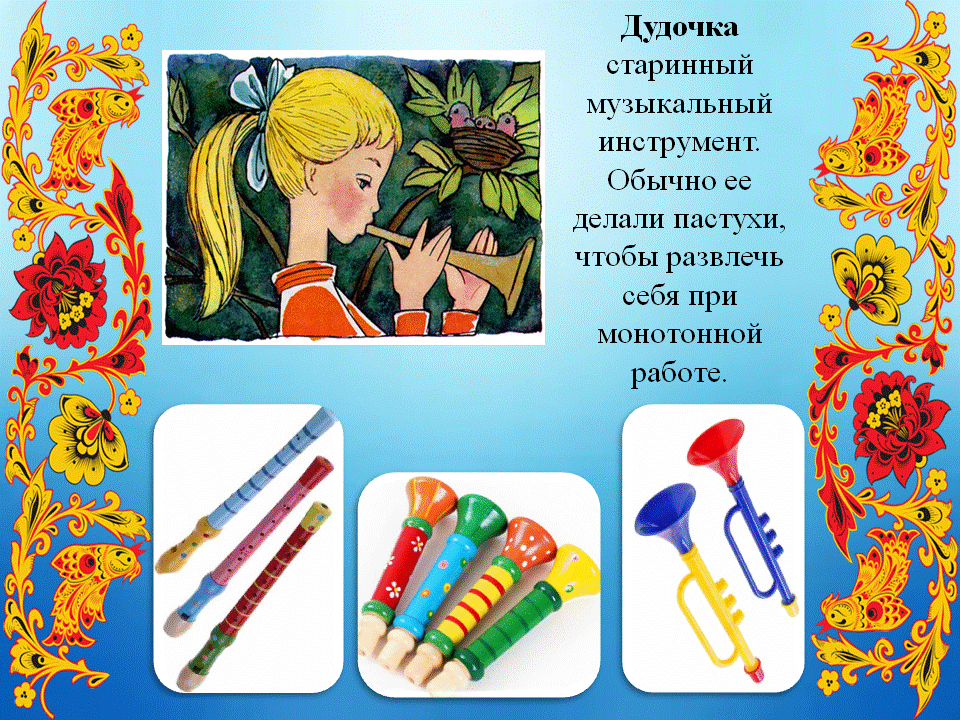 Дудочка
старинный
музыкальный
инструмент.
Обычно ее
делали пастухи,
чтобы развлечь
себя при
монотонной
работе.